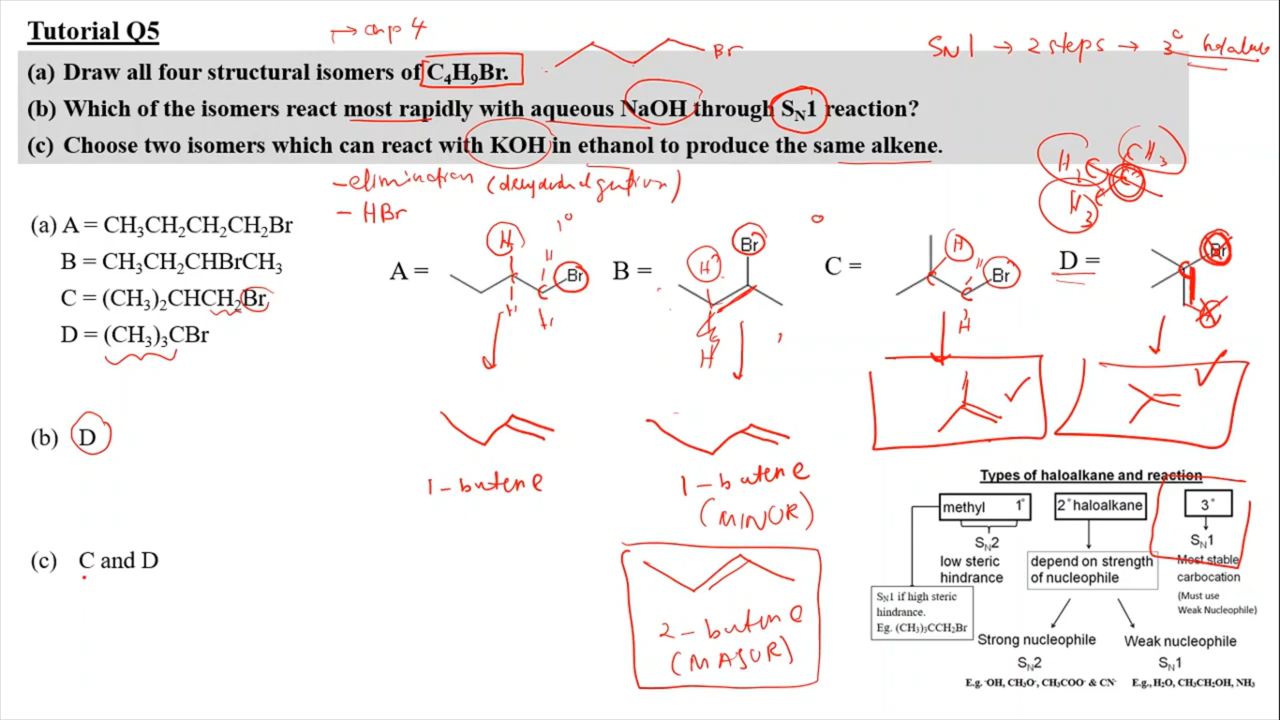 Tutorial Q5
→ chp 4
Br
SN1 → 2 steps → 3°
(a) Draw all four structural isomers of C₄H₉Br.
(b) Which of the isomers react most rapidly with aqueous NaOH through SN1 reaction?
(c) Choose two isomers which can react with KOH in ethanol to produce the same alkene.
-elimination
- HBr
CH₃
(a) A = CH₃CH₂CH₂CH₂Br
B = CH₃CH₂CHBrCH₃
C = (CH₃)₂CHCH₂Br
D = (CH₃)₃CBr
A =
H
1°
C
Br
H
H
B =
H
Br
H
C =
H
Br
C
H
D =
Br
(b) D
1-butene
1-butene
(MINOR)
2-butene
(MAJOR)
(c) C and D
Types of haloalkane and reaction
methyl 1°
2° haloalkane
3°
SN2
low steric
hindrance
depend on strength
of nucleophile
SN1
Most stable
carbocation
(Must use
Weak Nucleophile)
SN1 if high steric
hindrance.
Eg. (CH₃)₃CCH₂Br
Strong nucleophile
SN2
E.g. ⁻OH, CH₃O⁻, CH₃COO⁻ & CN⁻
Weak nucleophile
SN1
E.g., H₂O, CH₃CH₂OH, NH₃